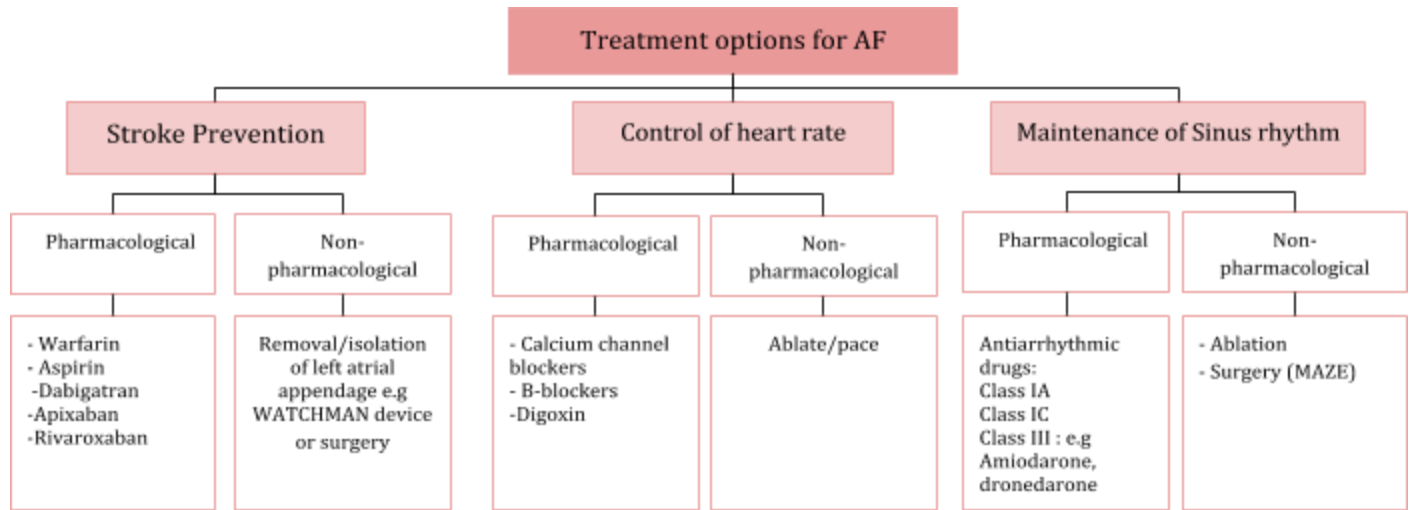 Treatment options for AF
Stroke Prevention
Control of heart rate
Maintenance of Sinus rhythm
Pharmacological
Non-
pharmacological
Pharmacological
Non-
pharmacological
Pharmacological
Non-
pharmacological
- Warfarin
- Aspirin
-Dabigatran
-Apixaban
-Rivaroxaban
Removal/isolation
of left atrial
appendage e.g
WATCHMAN device
or surgery
- Calcium channel
blockers
- B-blockers
-Digoxin
Ablate/pace
Antiarrhythmic
drugs:
Class IA
Class IC
Class III : e.g
Amiodarone,
dronedarone
- Ablation
- Surgery (MAZE)